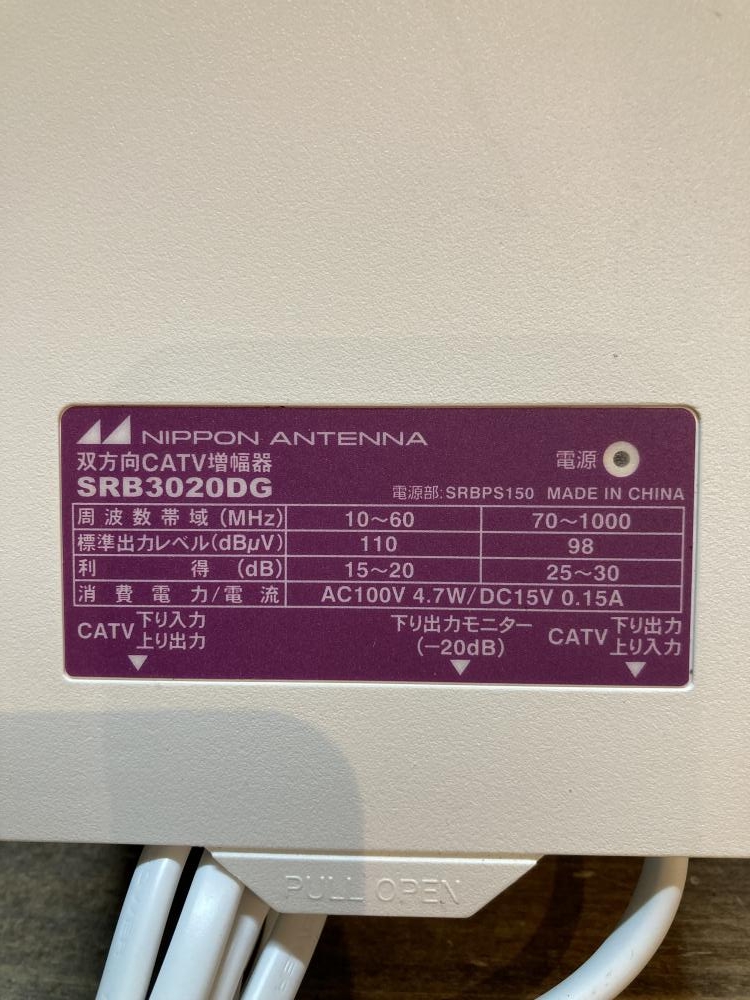 NIPPON ANTENNA
双方向CATV増幅器
電源
SRB3020DG
電源部:SRBPS150 MADE IN CHINA
周波数帯域(MHz) 10～60 70～1000
標準出力レベル(dBμV) 110 98
利得(dB) 15～20 25～30
消費電力/電流 AC100V 4.7W/DC15V 0.15A
CATV 下り入力
上り出力
下り出力モニター
(−20dB)
CATV 下り出力
上り入力
PULL OPEN